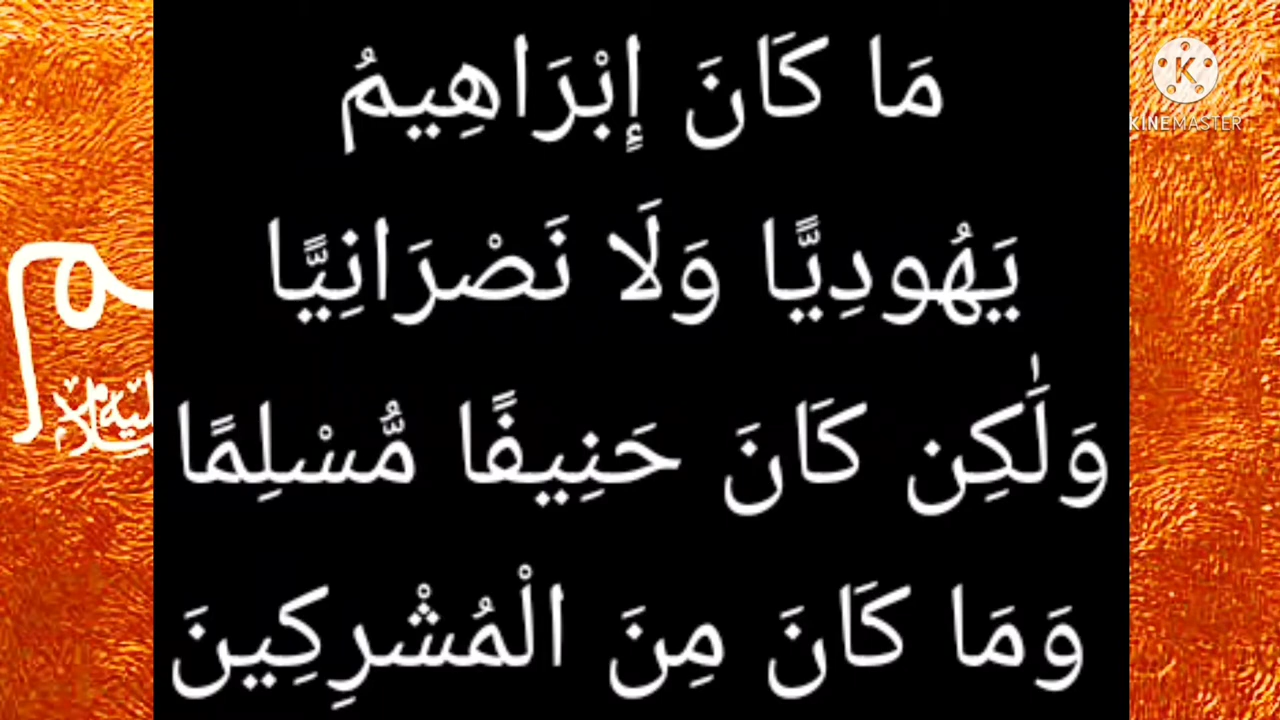 مَا كَانَ إِبْرَاهِيمُ
يَهُودِيًّا وَلَا نَصْرَانِيًّا
وَلَٰكِن كَانَ حَنِيفًا مُّسْلِمًا
وَمَا كَانَ مِنَ الْمُشْرِكِينَ
K
KINEMASTER